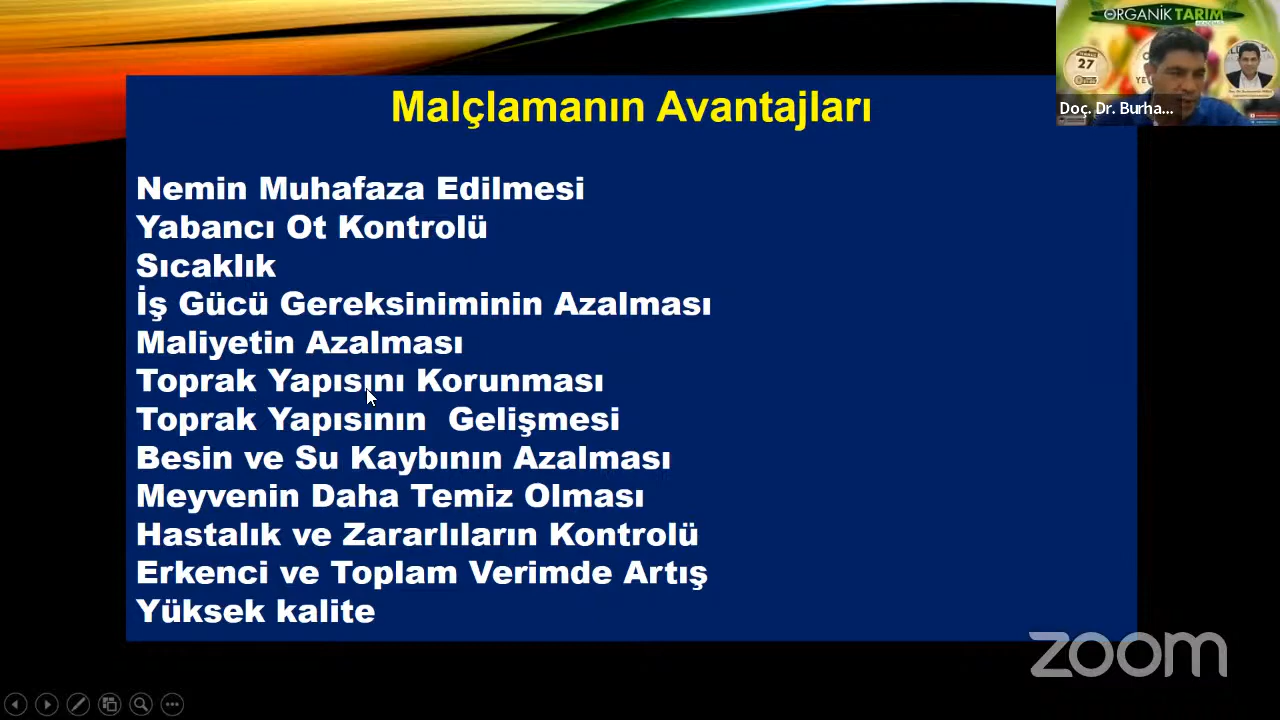 Malçlamanın Avantajları
Nemin Muhafaza Edilmesi
Yabancı Ot Kontrolü
Sıcaklık
İş Gücü Gereksiniminin Azalması
Maliyetin Azalması
Toprak Yapısını Korunması
Toprak Yapısının Gelişmesi
Besin ve Su Kaybının Azalması
Meyvenin Daha Temiz Olması
Hastalık ve Zararlıların Kontrolü
Erkenci ve Toplam Verimde Artış
Yüksek kalite
ORGANİK TARIM
27
Doç. Dr. Burha...
zoom